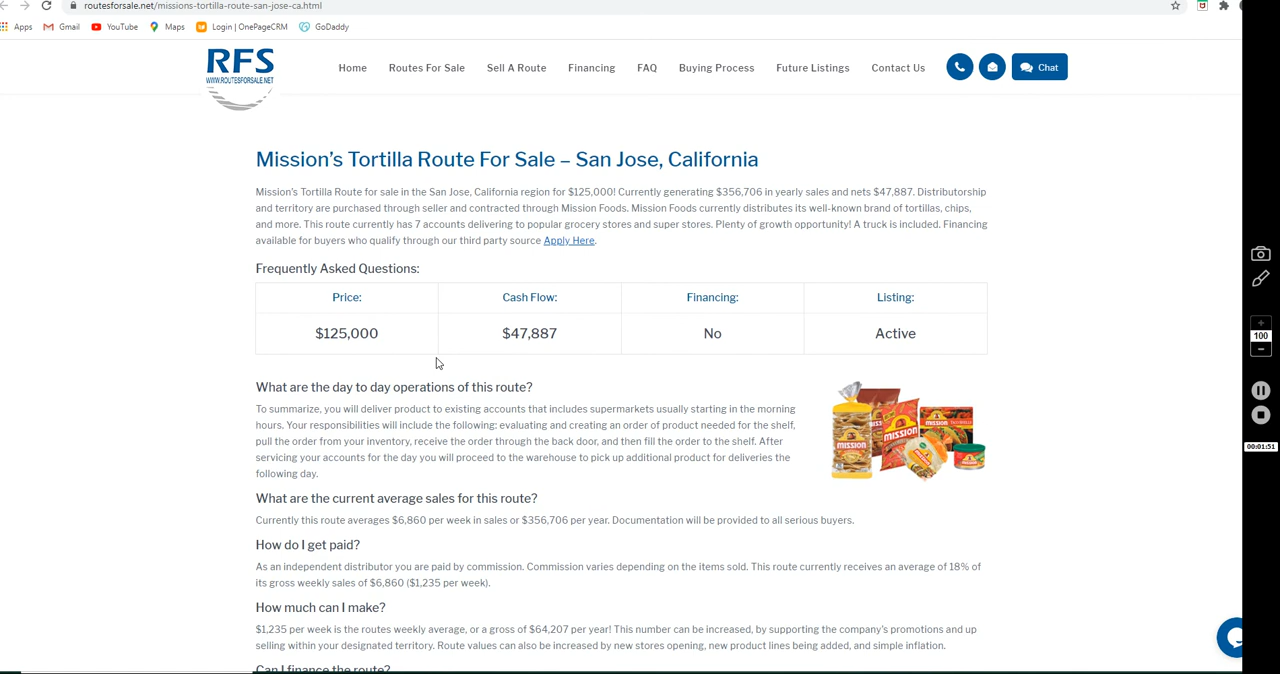 routesforsale.net/missions-tortilla-route-san-jose-ca.html
Apps Gmail YouTube Maps Login | OnePageCRM GoDaddy
RFS
WWW.ROUTESFORSALE.NET
Home Routes For Sale Sell A Route Financing FAQ Buying Process Future Listings Contact Us Chat
Mission's Tortilla Route For Sale – San Jose, California
Mission's Tortilla Route for sale in the San Jose, California region for $125,000! Currently generating $356,706 in yearly sales and nets $47,887. Distributorship
and territory are purchased through seller and contracted through Mission Foods. Mission Foods currently distributes its well-known brand of tortillas, chips,
and more. This route currently has 7 accounts delivering to popular grocery stores and super stores. Plenty of growth opportunity! A truck is included. Financing
available for buyers who qualify through our third party source Apply Here.
Frequently Asked Questions:
Price: Cash Flow: Financing: Listing:
$125,000 $47,887 No Active
What are the day to day operations of this route?
To summarize, you will deliver product to existing accounts that includes supermarkets usually starting in the morning
hours. Your responsibilities will include the following: evaluating and creating an order of product needed for the shelf,
pull the order from your inventory, receive the order through the back door, and then fill the order to the shelf. After
servicing your accounts for the day you will proceed to the warehouse to pick up additional product for deliveries the
following day.
MISSION
MISSION
MISSION
What are the current average sales for this route?
Currently this route averages $6,860 per week in sales or $356,706 per year. Documentation will be provided to all serious buyers.
How do I get paid?
As an independent distributor you are paid by commission. Commission varies depending on the items sold. This route currently receives an average of 18% of
its gross weekly sales of $6,860 ($1,235 per week).
How much can I make?
$1,235 per week is the routes weekly average, or a gross of $64,207 per year! This number can be increased, by supporting the company's promotions and up
selling within your designated territory. Route values can also be increased by new stores opening, new product lines being added, and simple inflation.
Can I finance the route?
100
00:01:51